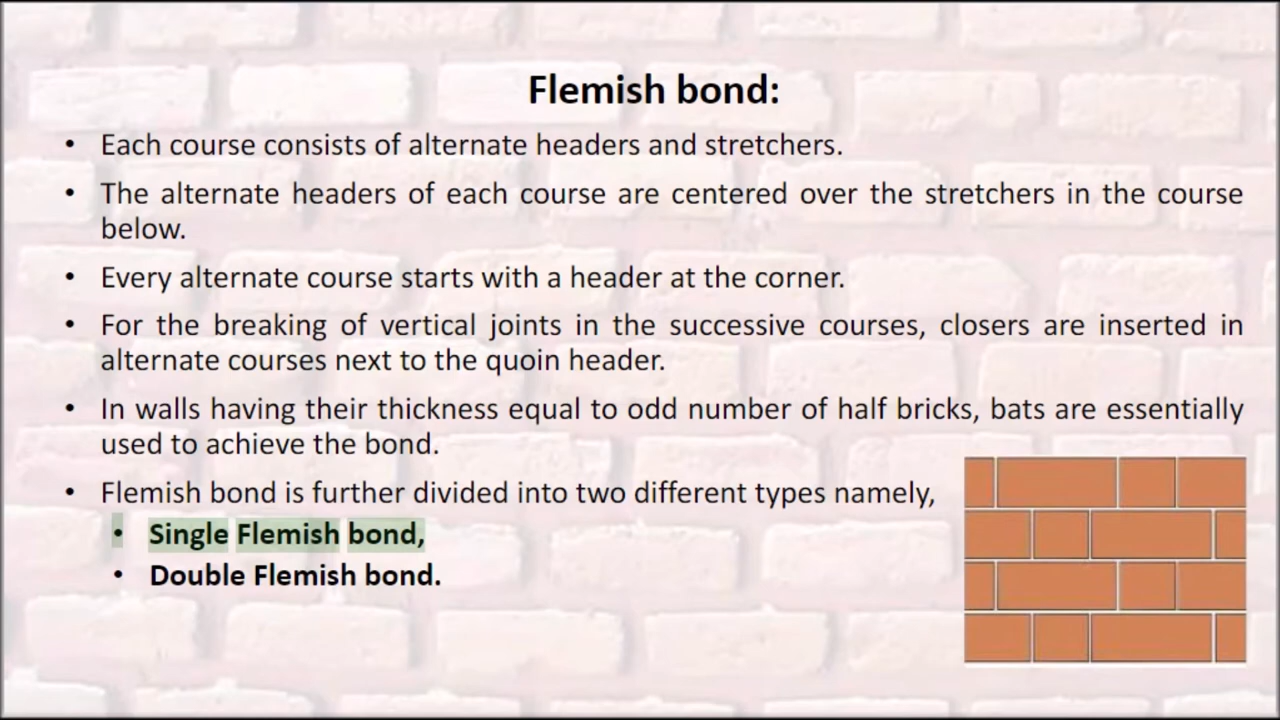 Flemish bond:
• Each course consists of alternate headers and stretchers.
• The alternate headers of each course are centered over the stretchers in the course
below.
• Every alternate course starts with a header at the corner.
• For the breaking of vertical joints in the successive courses, closers are inserted in
alternate courses next to the quoin header.
• In walls having their thickness equal to odd number of half bricks, bats are essentially
used to achieve the bond.
• Flemish bond is further divided into two different types namely,
• Single Flemish bond,
• Double Flemish bond.